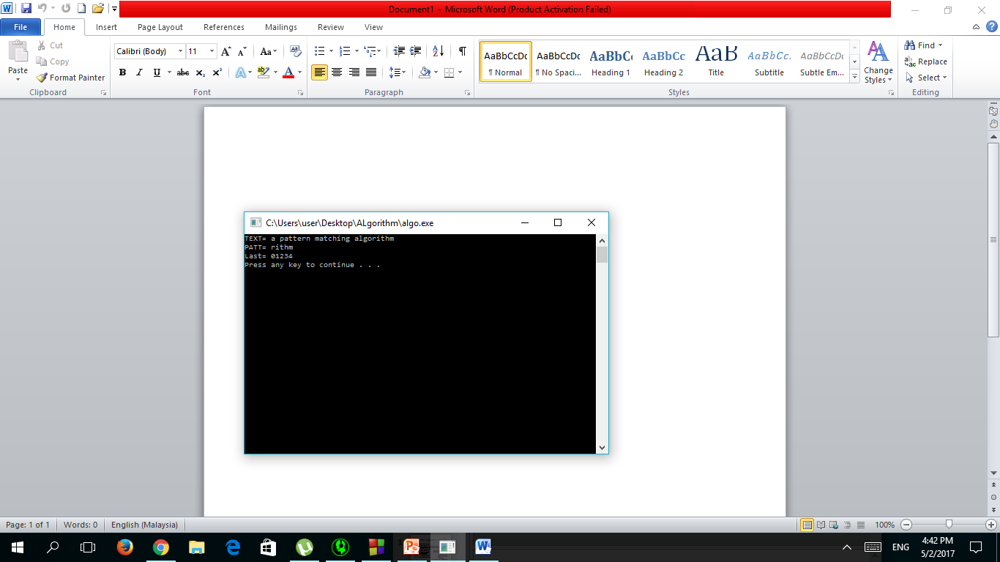 Document1 - Microsoft Word (Product Activation Failed)
File Home Insert Page Layout References Mailings Review View
Paste
Cut
Copy
Format Painter
Clipboard
Calibri (Body) 11
Font
Paragraph
AaBbCcDc AaBbCcDc AaBbC AaBbCc AaB AaBbCc. AaBbCcDc
¶ Normal ¶ No Spaci... Heading 1 Heading 2 Title Subtitle Subtle Em...
Styles
Change
Styles
Find
Replace
Select
Editing
C:\Users\user\Desktop\ALgorithm\algo.exe
TEXT= a pattern matching algorithm
PATT= rithm
Last= 01234
Press any key to continue . . .
Page: 1 of 1 Words: 0 English (Malaysia) 100%
ENG
4:42 PM
5/2/2017